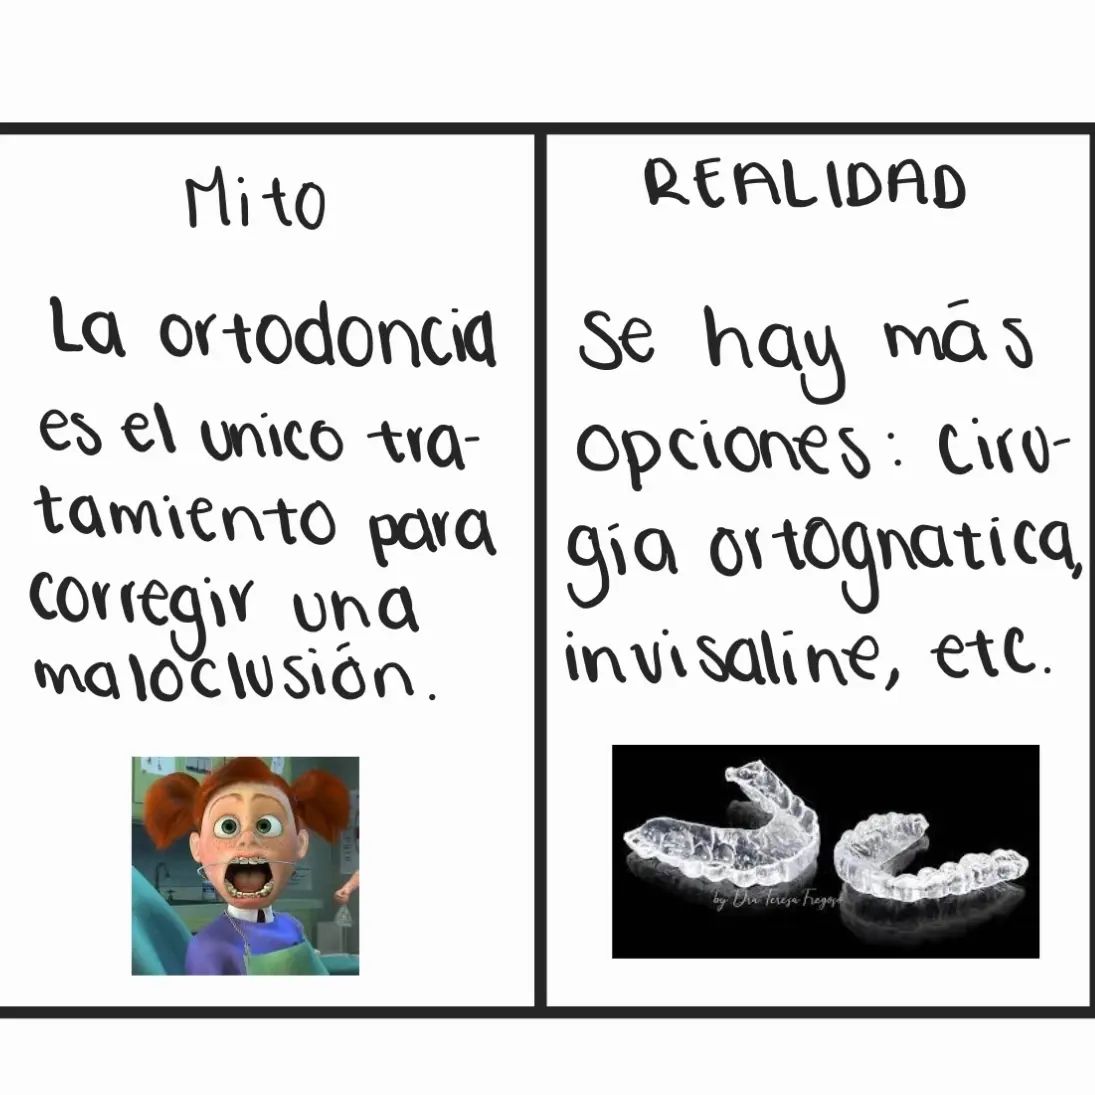 Mito
La ortodoncia
es el unico tra-
tamiento para
corregir una
maloclusión.
REALIDAD
Se hay más
opciones: ciru-
gía ortognatica,
invisaline, etc.
by Dra Teresa Fregoso